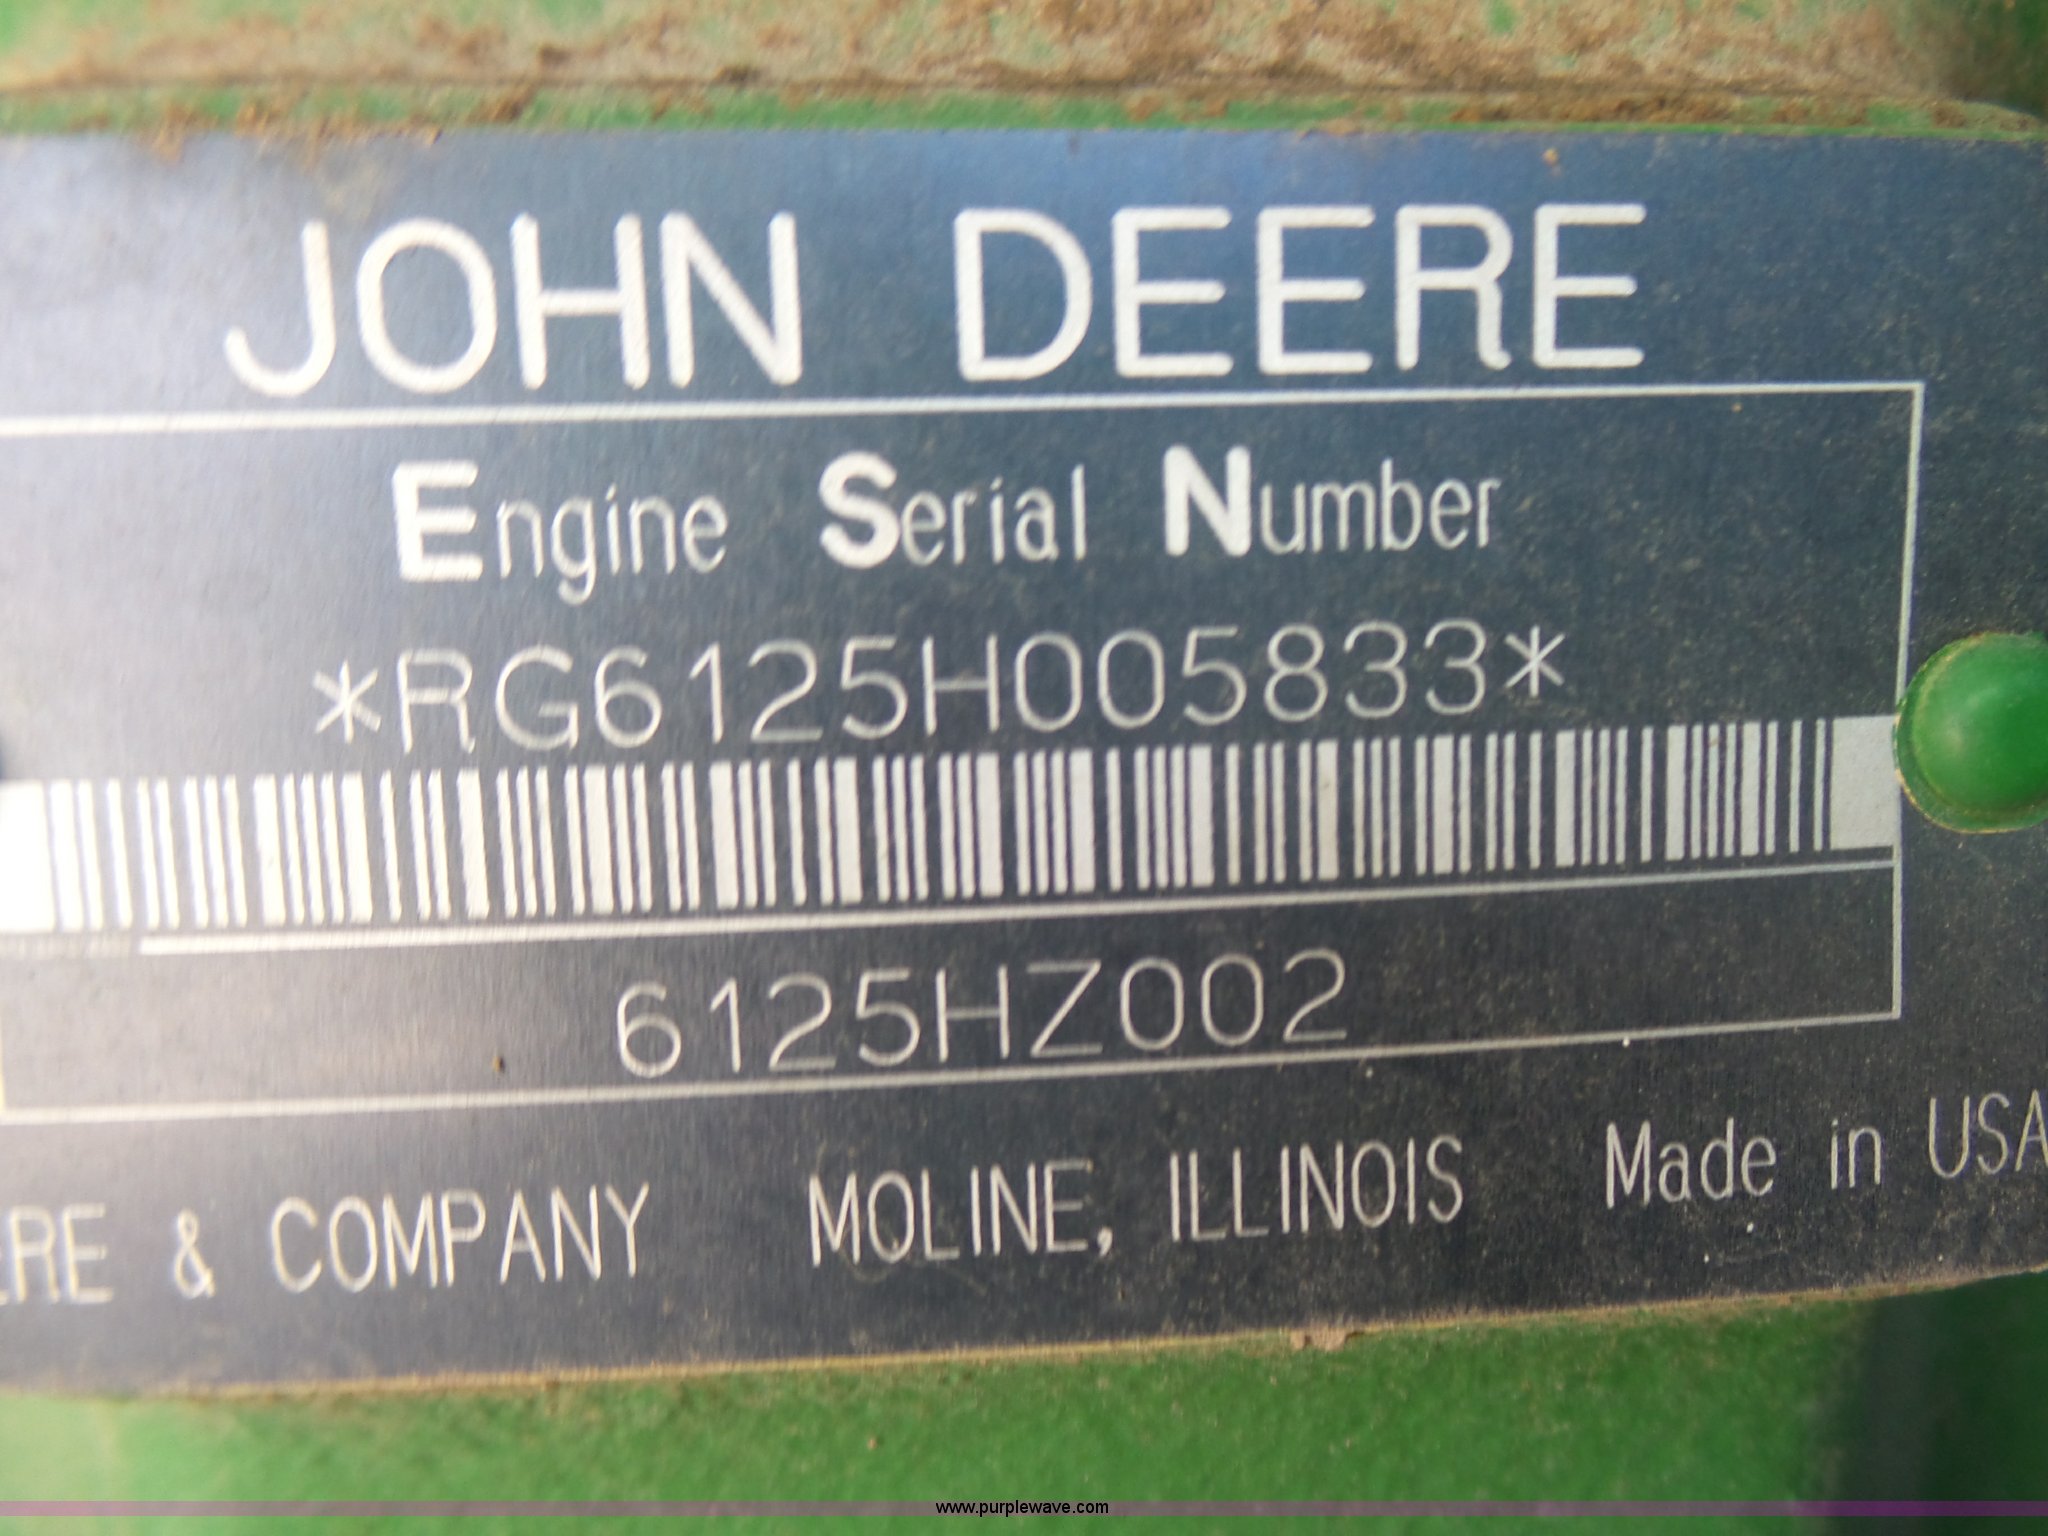 JOHN DEERE
Engine Serial Number
*RG6125H005833*
6125HZ002
ERE & COMPANY MOLINE, ILLINOIS Made in USA
www.purplewave.com